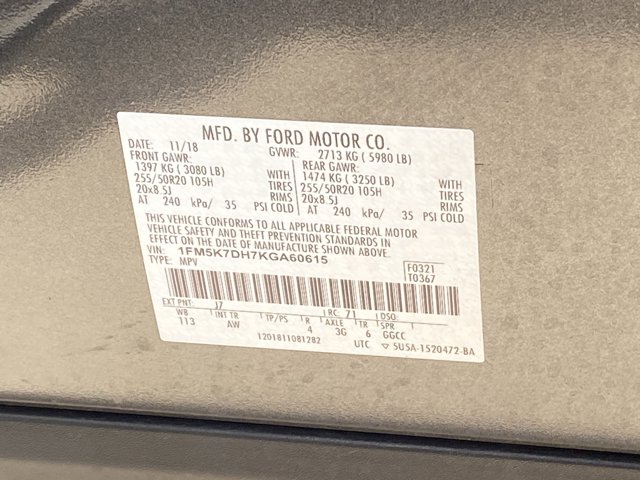 MFD. BY FORD MOTOR CO.
DATE: 11/18 GVWR: 2713 KG ( 5980 LB)
FRONT GAWR: REAR GAWR:
1397 KG ( 3080 LB) WITH 1474 KG ( 3250 LB) WITH
255/50R20 105H TIRES 255/50R20 105H TIRES
20x8.5J RIMS 20x8.5J RIMS
AT 240 kPa/ 35 PSI COLD AT 240 kPa/ 35 PSI COLD
THIS VEHICLE CONFORMS TO ALL APPLICABLE FEDERAL MOTOR
VEHICLE SAFETY AND THEFT PREVENTION STANDARDS IN
EFFECT ON THE DATE OF MANUFACTURE SHOWN ABOVE.
VIN: 1FM5K7DH7KGA60615
TYPE: MPV F0321
T0367
EXT PNT: J7 RC: 71 DSO:
WB INT TR TP/PS R AXLE TR SPR
113 AW 4 3G 6 GGCC
1201811081282 UTC ▽ 5U5A-1520472-BA